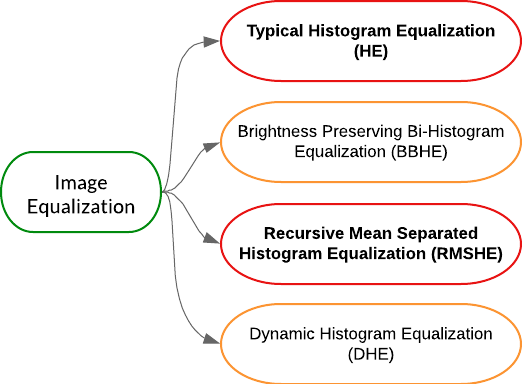 Typical Histogram Equalization
(HE)
Brightness Preserving Bi-Histogram
Equalization (BBHE)
Image
Equalization
Recursive Mean Separated
Histogram Equalization (RMSHE)
Dynamic Histogram Equalization
(DHE)